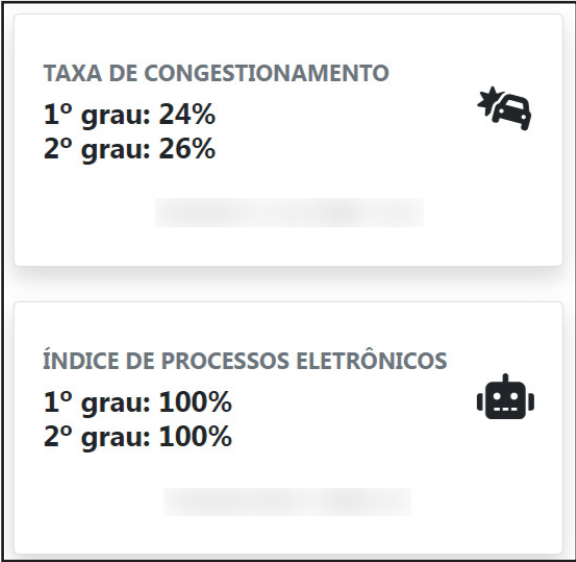 TAXA DE CONGESTIONAMENTO
1º grau: 24%
2º grau: 26%
ÍNDICE DE PROCESSOS ELETRÔNICOS
1º grau: 100%
2º grau: 100%